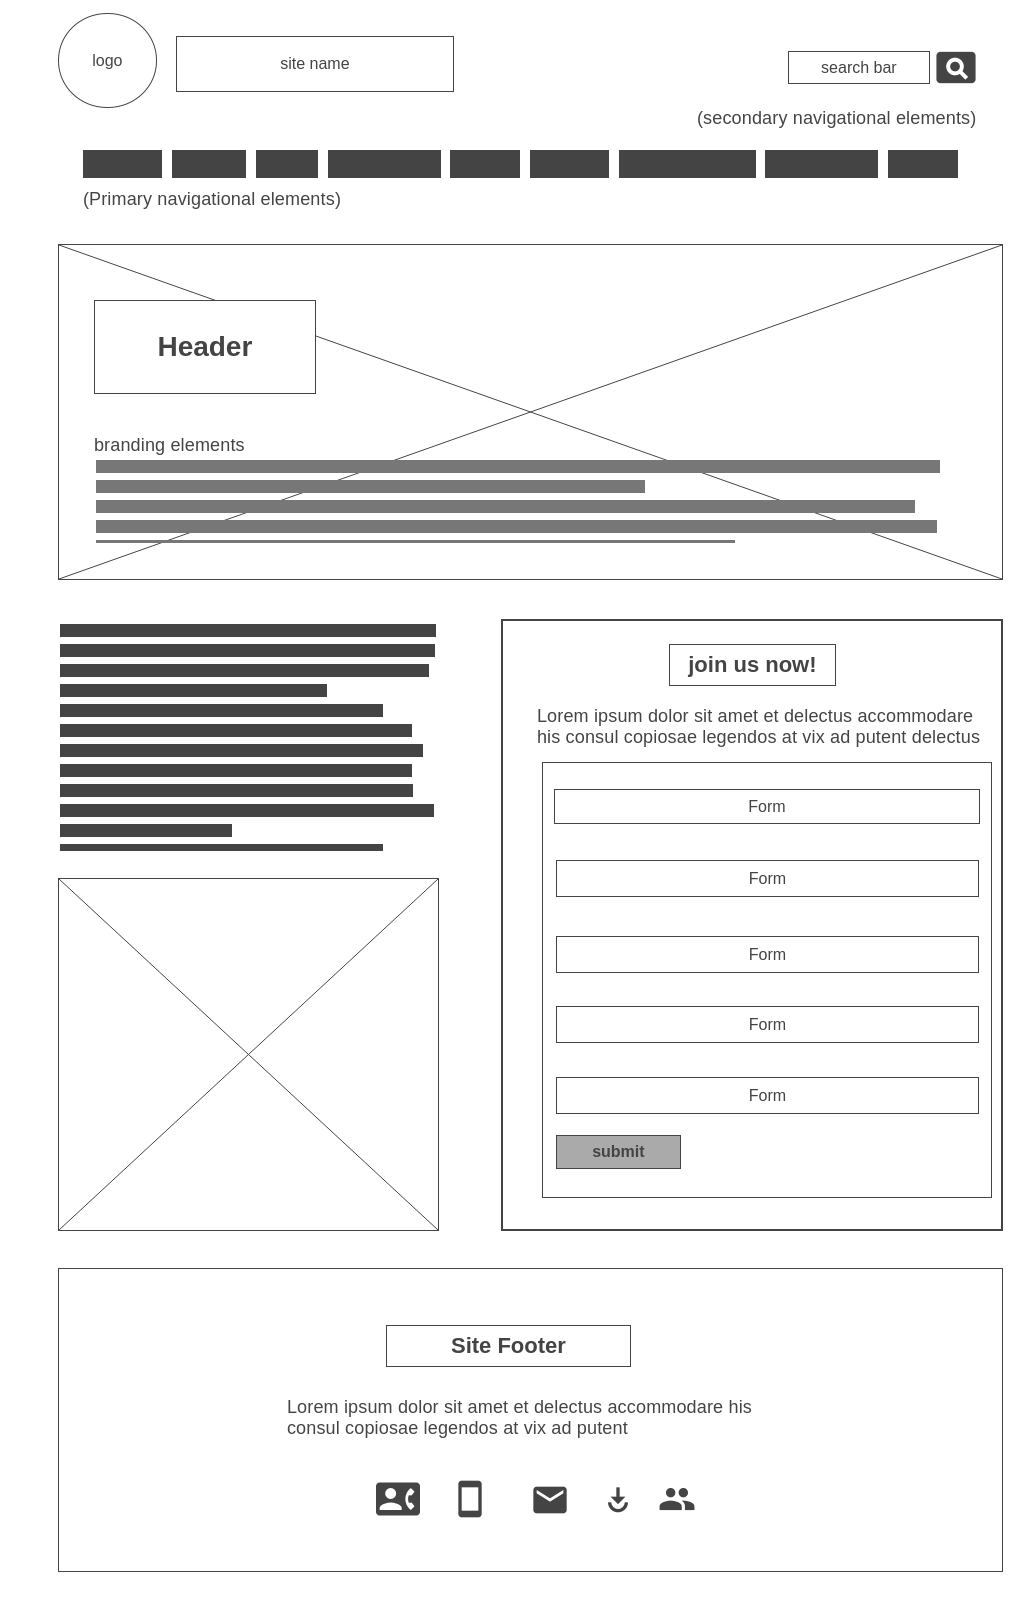 logo
site name
search bar
(secondary navigational elements)
(Primary navigational elements)
Header
branding elements
join us now!
Lorem ipsum dolor sit amet et delectus accommodare
his consul copiosae legendos at vix ad putent delectus
Form
Form
Form
Form
Form
submit
Site Footer
Lorem ipsum dolor sit amet et delectus accommodare his
consul copiosae legendos at vix ad putent